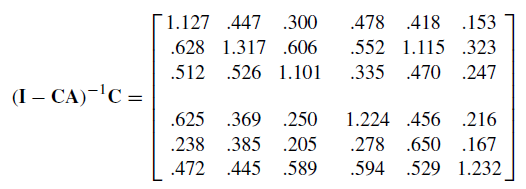 1.127 .447 .300 .478 .418 .153
.628 1.317 .606 .552 1.115 .323
.512 .526 1.101 .335 .470 .247
(I – CA)⁻¹C =
.625 .369 .250 1.224 .456 .216
.238 .385 .205 .278 .650 .167
.472 .445 .589 .594 .529 1.232